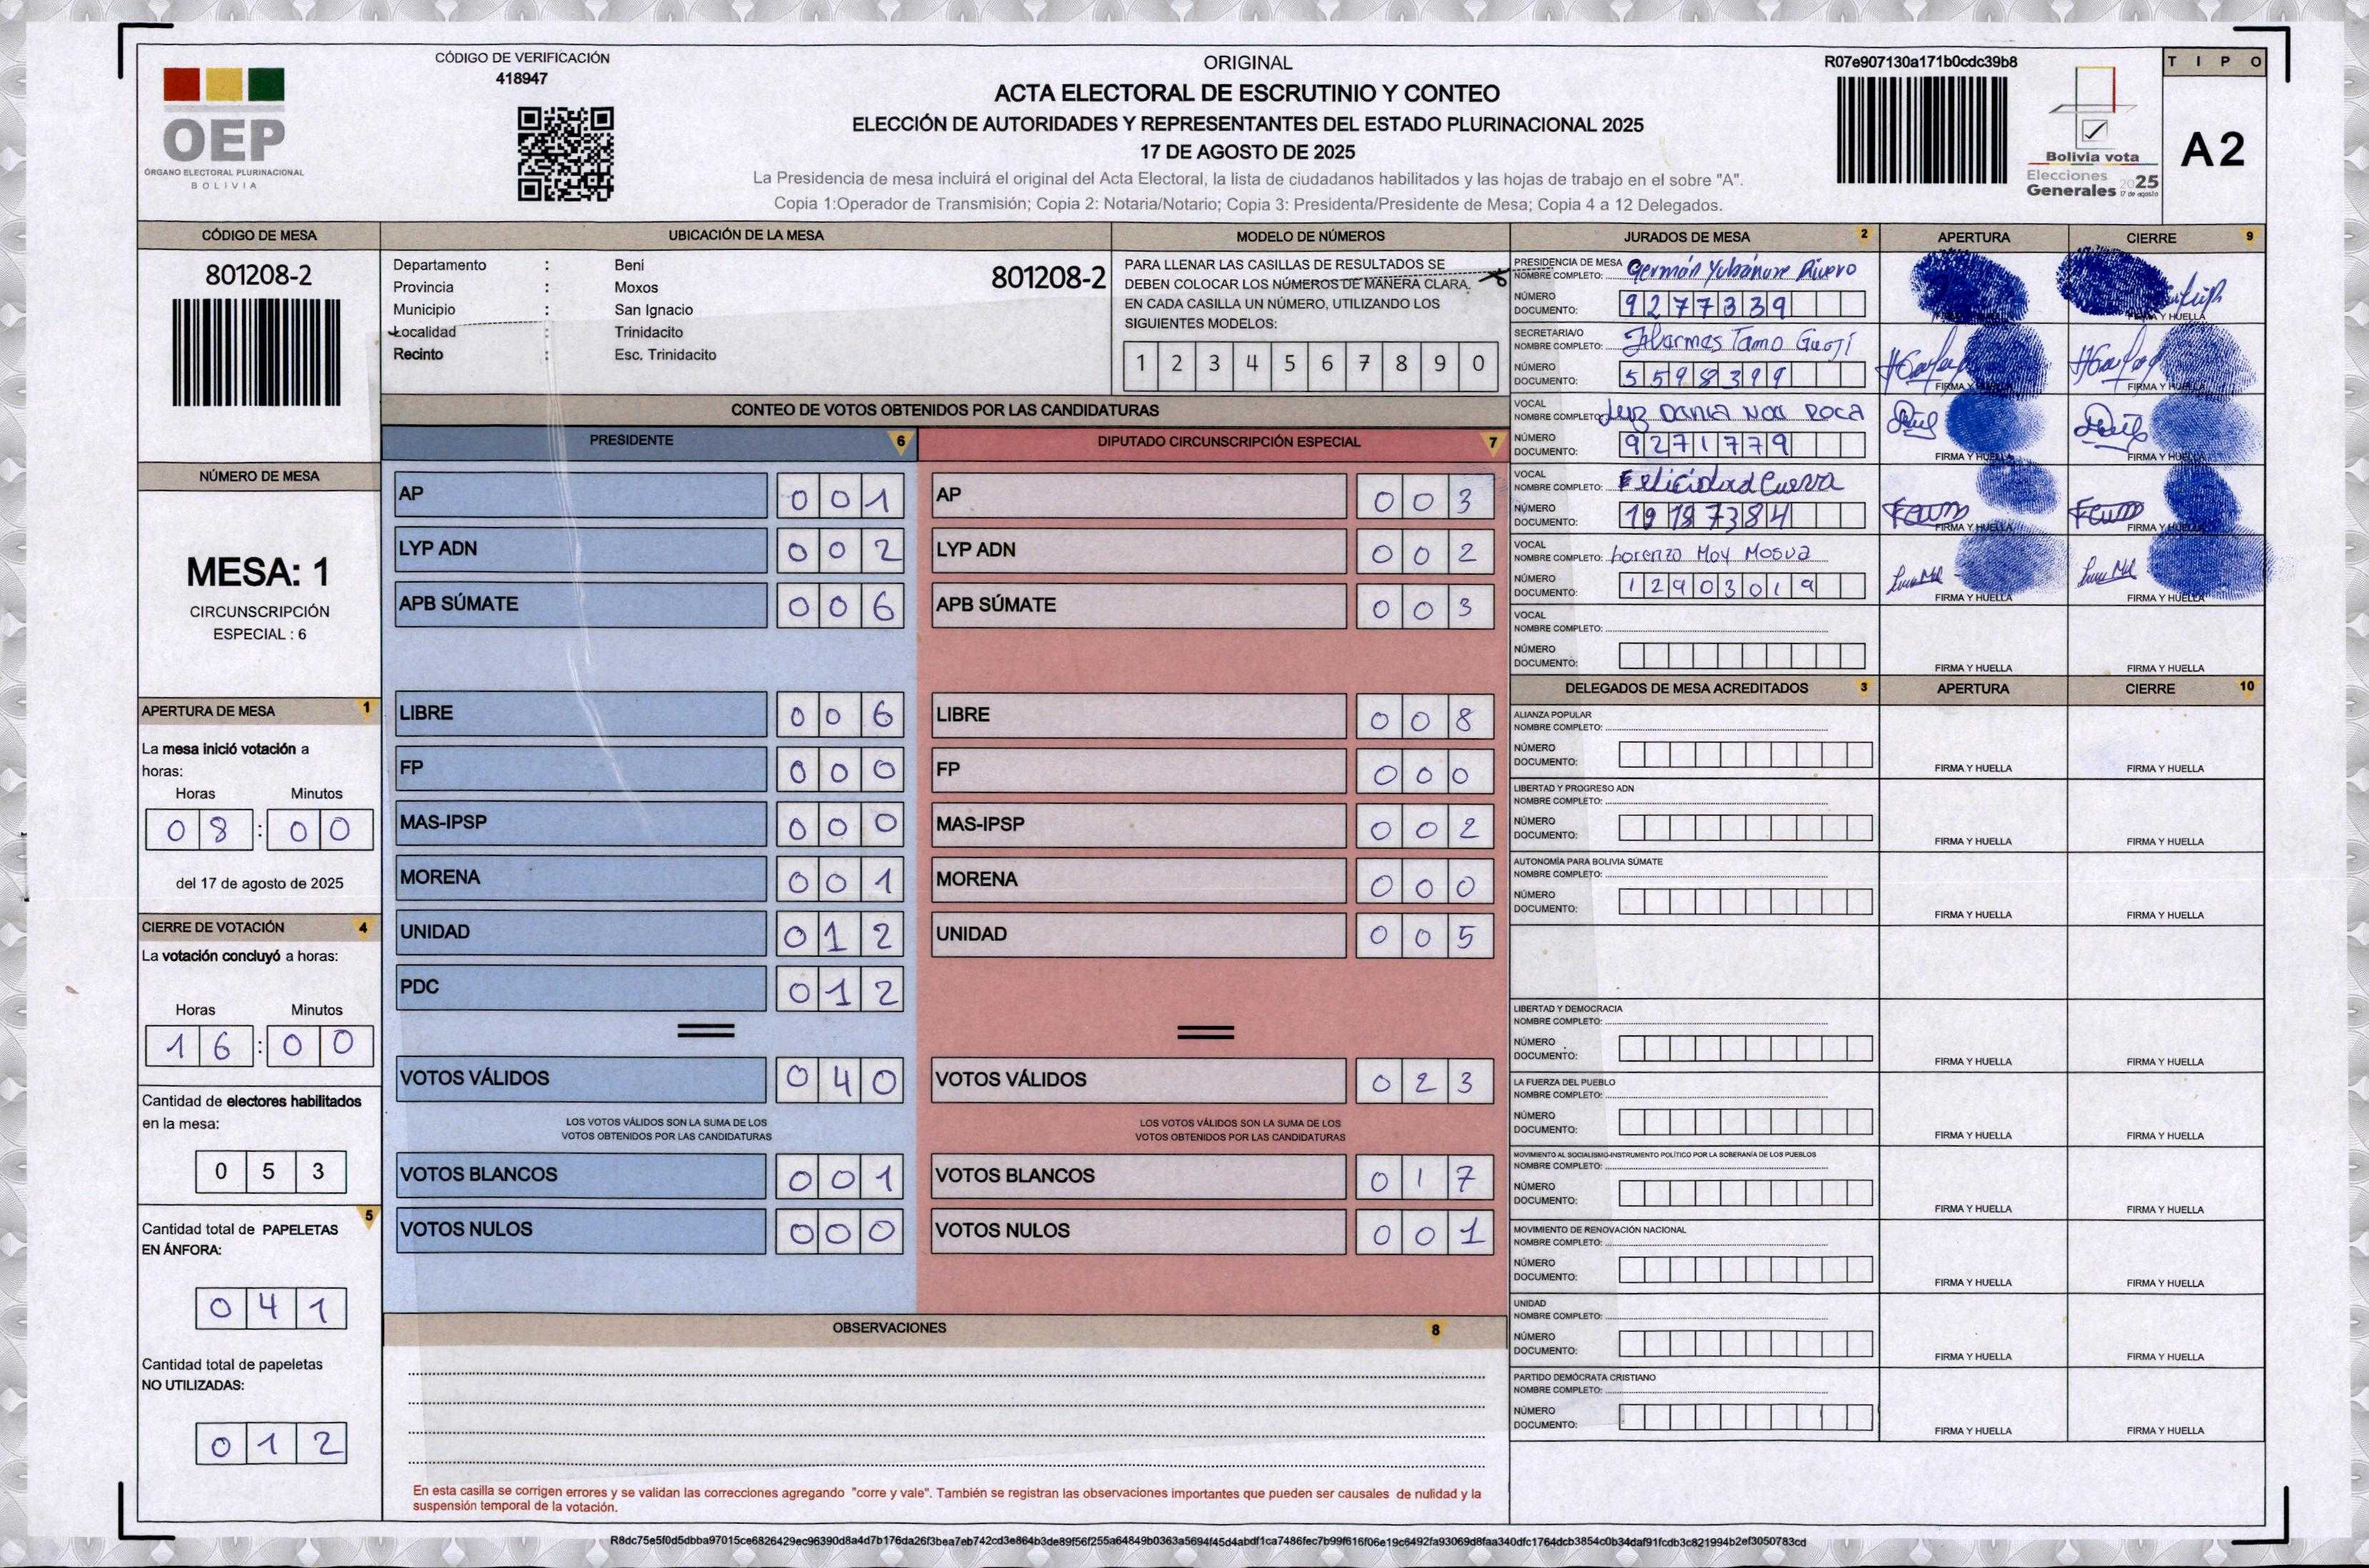 CÓDIGO DE VERIFICACIÓN
418947
OEP
ÓRGANO ELECTORAL PLURINACIONAL
BOLIVIA
ORIGINAL
ACTA ELECTORAL DE ESCRUTINIO Y CONTEO
ELECCIÓN DE AUTORIDADES Y REPRESENTANTES DEL ESTADO PLURINACIONAL 2025
17 DE AGOSTO DE 2025
La Presidencia de mesa incluirá el original del Acta Electoral, la lista de ciudadanos habilitados y las hojas de trabajo en el sobre "A".
Copia 1:Operador de Transmisión; Copia 2: Notaria/Notario; Copia 3: Presidenta/Presidente de Mesa; Copia 4 a 12 Delegados.
R07e907130a171b0cdc39b8
Bolivia vota
Elecciones
Generales 2025
17 de agosto
TIPO
A2
CÓDIGO DE MESA
801208-2
NÚMERO DE MESA
MESA: 1
CIRCUNSCRIPCIÓN
ESPECIAL : 6
APERTURA DE MESA 1
La mesa inició votación a
horas:
Horas Minutos
08:00
del 17 de agosto de 2025
CIERRE DE VOTACIÓN 4
La votación concluyó a horas:
Horas Minutos
16:00
Cantidad de electores habilitados
en la mesa:
053
5
Cantidad total de PAPELETAS
EN ÁNFORA:
041
Cantidad total de papeletas
NO UTILIZADAS:
012
UBICACIÓN DE LA MESA
Departamento : Beni
801208-2
Provincia : Moxos
Municipio : San Ignacio
Localidad : Trinidacito
Recinto : Esc. Trinidacito
MODELO DE NÚMEROS
PARA LLENAR LAS CASILLAS DE RESULTADOS SE
DEBEN COLOCAR LOS NÚMEROS DE MANERA CLARA,
EN CADA CASILLA UN NÚMERO, UTILIZANDO LOS
SIGUIENTES MODELOS:
1 2 3 4 5 6 7 8 9 0
CONTEO DE VOTOS OBTENIDOS POR LAS CANDIDATURAS
PRESIDENTE 6
AP 001
LYP ADN 002
APB SÚMATE 006
LIBRE 006
FP 000
MAS-IPSP 000
MORENA 001
UNIDAD 012
PDC 012
VOTOS VÁLIDOS 040
LOS VOTOS VÁLIDOS SON LA SUMA DE LOS
VOTOS OBTENIDOS POR LAS CANDIDATURAS
VOTOS BLANCOS 001
VOTOS NULOS 000
DIPUTADO CIRCUNSCRIPCIÓN ESPECIAL 7
AP 003
LYP ADN 002
APB SÚMATE 003
LIBRE 008
FP 000
MAS-IPSP 002
MORENA 000
UNIDAD 005
VOTOS VÁLIDOS 023
LOS VOTOS VÁLIDOS SON LA SUMA DE LOS
VOTOS OBTENIDOS POR LAS CANDIDATURAS
VOTOS BLANCOS 017
VOTOS NULOS 001
OBSERVACIONES 8
En esta casilla se corrigen errores y se validan las correcciones agregando "corre y vale". También se registran las observaciones importantes que pueden ser causales de nulidad y la
suspensión temporal de la votación.
JURADOS DE MESA 2 APERTURA CIERRE 9
PRESIDENCIA DE MESA
NOMBRE COMPLETO: Germán Yubánure Rivero
NÚMERO
DOCUMENTO: 9277339
FIRMA Y HUELLA
SECRETARIA/O
NOMBRE COMPLETO: Tamo
NÚMERO
DOCUMENTO: 5598399
FIRMA Y HUELLA FIRMA Y HUELLA
VOCAL
NOMBRE COMPLETO: Luz Dania Noa Roca
NÚMERO
DOCUMENTO: 9271779
FIRMA Y HUELLA FIRMA Y HUELLA
VOCAL
NOMBRE COMPLETO: Felicidad Cueva
NÚMERO
DOCUMENTO:
FIRMA Y HUELLA FIRMA Y HUELLA
VOCAL
NOMBRE COMPLETO: Lorenzo Moy Mosua
NÚMERO
DOCUMENTO: 12903019
FIRMA Y HUELLA FIRMA Y HUELLA
VOCAL
NOMBRE COMPLETO:
NÚMERO
DOCUMENTO:
FIRMA Y HUELLA FIRMA Y HUELLA
DELEGADOS DE MESA ACREDITADOS 3 APERTURA CIERRE 10
ALIANZA POPULAR
NOMBRE COMPLETO:
NÚMERO
DOCUMENTO:
FIRMA Y HUELLA FIRMA Y HUELLA
LIBERTAD Y PROGRESO ADN
NOMBRE COMPLETO:
NÚMERO
DOCUMENTO:
FIRMA Y HUELLA FIRMA Y HUELLA
AUTONOMÍA PARA BOLIVIA SÚMATE
NOMBRE COMPLETO:
NÚMERO
DOCUMENTO:
FIRMA Y HUELLA FIRMA Y HUELLA
LIBERTAD Y DEMOCRACIA
NOMBRE COMPLETO:
NÚMERO
DOCUMENTO:
FIRMA Y HUELLA FIRMA Y HUELLA
LA FUERZA DEL PUEBLO
NOMBRE COMPLETO:
NÚMERO
DOCUMENTO:
FIRMA Y HUELLA FIRMA Y HUELLA
MOVIMIENTO AL SOCIALISMO-INSTRUMENTO POLÍTICO POR LA SOBERANÍA DE LOS PUEBLOS
NOMBRE COMPLETO:
NÚMERO
DOCUMENTO:
FIRMA Y HUELLA FIRMA Y HUELLA
MOVIMIENTO DE RENOVACIÓN NACIONAL
NOMBRE COMPLETO:
NÚMERO
DOCUMENTO:
FIRMA Y HUELLA FIRMA Y HUELLA
UNIDAD
NOMBRE COMPLETO:
NÚMERO
DOCUMENTO:
FIRMA Y HUELLA FIRMA Y HUELLA
PARTIDO DEMÓCRATA CRISTIANO
NOMBRE COMPLETO:
NÚMERO
DOCUMENTO:
FIRMA Y HUELLA FIRMA Y HUELLA